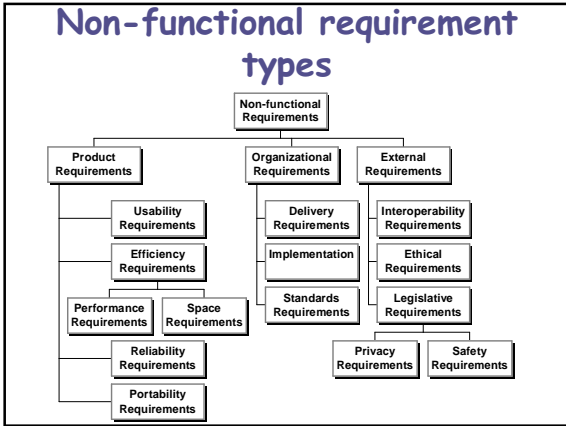 Non-functional requirement
types
Non-functional
Requirements
Product
Requirements
Organizational
Requirements
External
Requirements
Usability
Requirements
Delivery
Requirements
Interoperability
Requirements
Efficiency
Requirements
Implementation
Ethical
Requirements
Performance
Requirements
Space
Requirements
Standards
Requirements
Legislative
Requirements
Reliability
Requirements
Privacy
Requirements
Safety
Requirements
Portability
Requirements